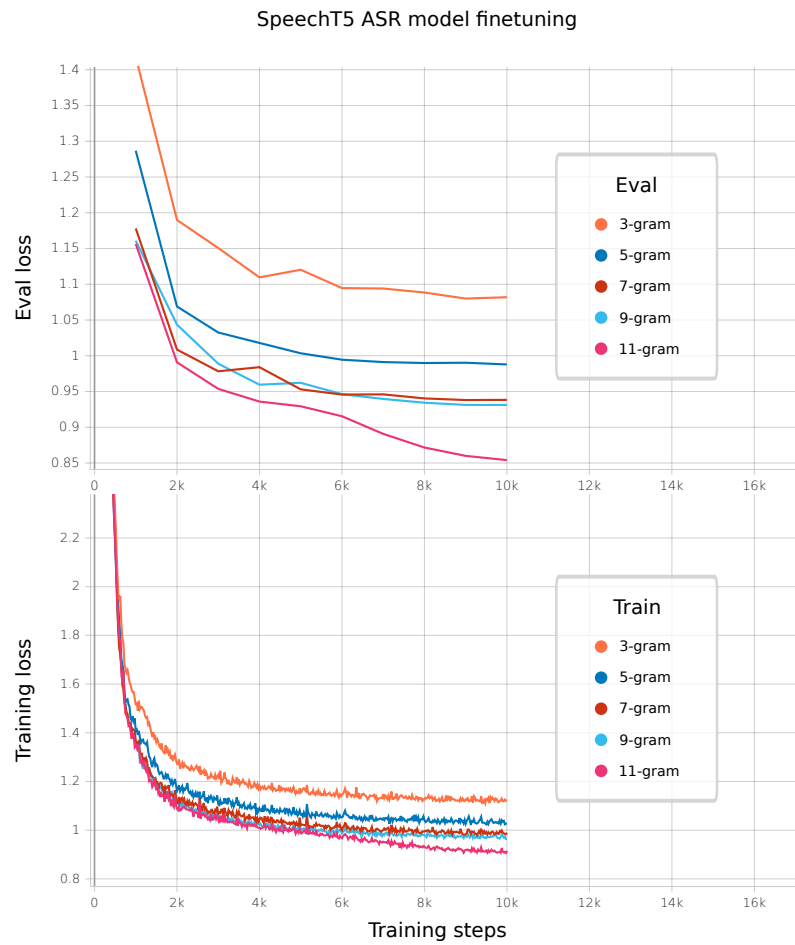 SpeechT5 ASR model finetuning
1.4
1.35
1.3
1.25
1.2
1.15
1.1
1.05
1
0.95
0.9
0.85
Eval loss
Eval
3-gram
5-gram
7-gram
9-gram
11-gram
0 2k 4k 6k 8k 10k 12k 14k 16k
2.2
2
1.8
1.6
1.4
1.2
1
0.8
Training loss
Train
3-gram
5-gram
7-gram
9-gram
11-gram
0 2k 4k 6k 8k 10k 12k 14k 16k
Training steps